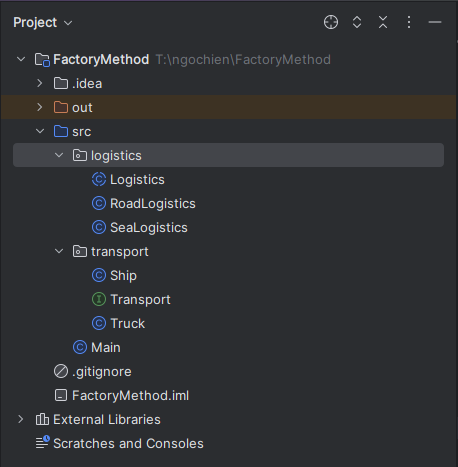 Project
FactoryMethod T:\ngochien\FactoryMethod
.idea
out
src
logistics
Logistics
RoadLogistics
SeaLogistics
transport
Ship
Transport
Truck
Main
.gitignore
FactoryMethod.iml
External Libraries
Scratches and Consoles